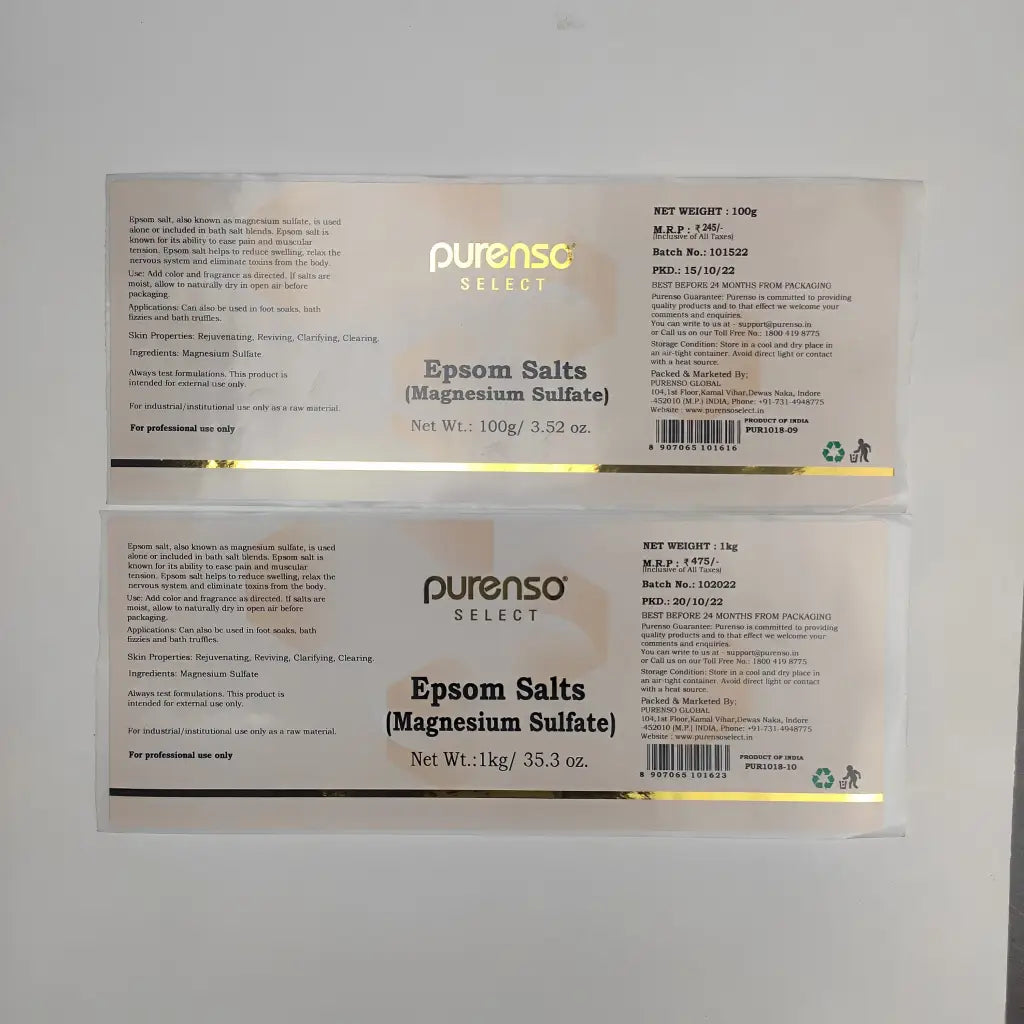 Epsom salt, also known as magnesium sulfate, is used
alone or included in bath salt blends. Epsom salt is
known for its ability to ease pain and muscular
tension. Epsom salt helps to reduce swelling, relax the
nervous system and eliminate toxins from the body.
Use: Add color and fragrance as directed. If salts are
moist, allow to naturally dry in open air before
packaging.
Applications: Can also be used in foot soaks, bath
fizzies and bath truffles.
Skin Properties: Rejuvenating, Reviving, Clarifying, Clearing.
Ingredients: Magnesium Sulfate
Always test formulations. This product is
intended for external use only.
For industrial/institutional use only as a raw material.
For professional use only
purenso
SELECT
Epsom Salts
(Magnesium Sulfate)
Net Wt.: 100g/ 3.52 oz.
NET WEIGHT : 100g
M.R.P : ₹ 245/-
(Inclusive of All Taxes)
Batch No.: 101522
PKD.: 15/10/22
BEST BEFORE 24 MONTHS FROM PACKAGING
Purenso Guarantee: Purenso is committed to providing
quality products and to that effect we welcome your
comments and enquiries.
You can write to us at - support@purenso.in
or Call us on our Toll Free No.: 1800 419 8775
Storage Condition: Store in a cool and dry place in
an air-tight container. Avoid direct light or contact
with a heat source.
Packed & Marketed By;
PURENSO GLOBAL
104,1st Floor,Kamal Vihar,Dewas Naka, Indore
-452010 (M.P.) INDIA, Phone: +91-731-4948775
Website : www.purensoselect.in
8 907065 101616
PRODUCT OF INDIA
PUR1018-09
Epsom salt, also known as magnesium sulfate, is used
alone or included in bath salt blends. Epsom salt is
known for its ability to ease pain and muscular
tension. Epsom salt helps to reduce swelling, relax the
nervous system and eliminate toxins from the body.
Use: Add color and fragrance as directed. If salts are
moist, allow to naturally dry in open air before
packaging.
Applications: Can also be used in foot soaks, bath
fizzies and bath truffles.
Skin Properties: Rejuvenating, Reviving, Clarifying, Clearing.
Ingredients: Magnesium Sulfate
Always test formulations. This product is
intended for external use only.
For industrial/institutional use only as a raw material.
For professional use only
purenso®
SELECT
Epsom Salts
(Magnesium Sulfate)
Net Wt.:1kg/ 35.3 oz.
NET WEIGHT : 1kg
M.R.P : ₹ 475/-
(Inclusive of All Taxes)
Batch No.: 102022
PKD.: 20/10/22
BEST BEFORE 24 MONTHS FROM PACKAGING
Purenso Guarantee: Purenso is committed to providing
quality products and to that effect we welcome your
comments and enquiries.
You can write to us at - support@purenso.in
or Call us on our Toll Free No.: 1800 419 8775
Storage Condition: Store in a cool and dry place in
an air-tight container. Avoid direct light or contact
with a heat source.
Packed & Marketed By;
PURENSO GLOBAL
104,1st Floor,Kamal Vihar,Dewas Naka, Indore
-452010 (M.P.) INDIA, Phone: +91-731-4948775
Website : www.purensoselect.in
8 907065 101623
PRODUCT OF INDIA
PUR1018-10